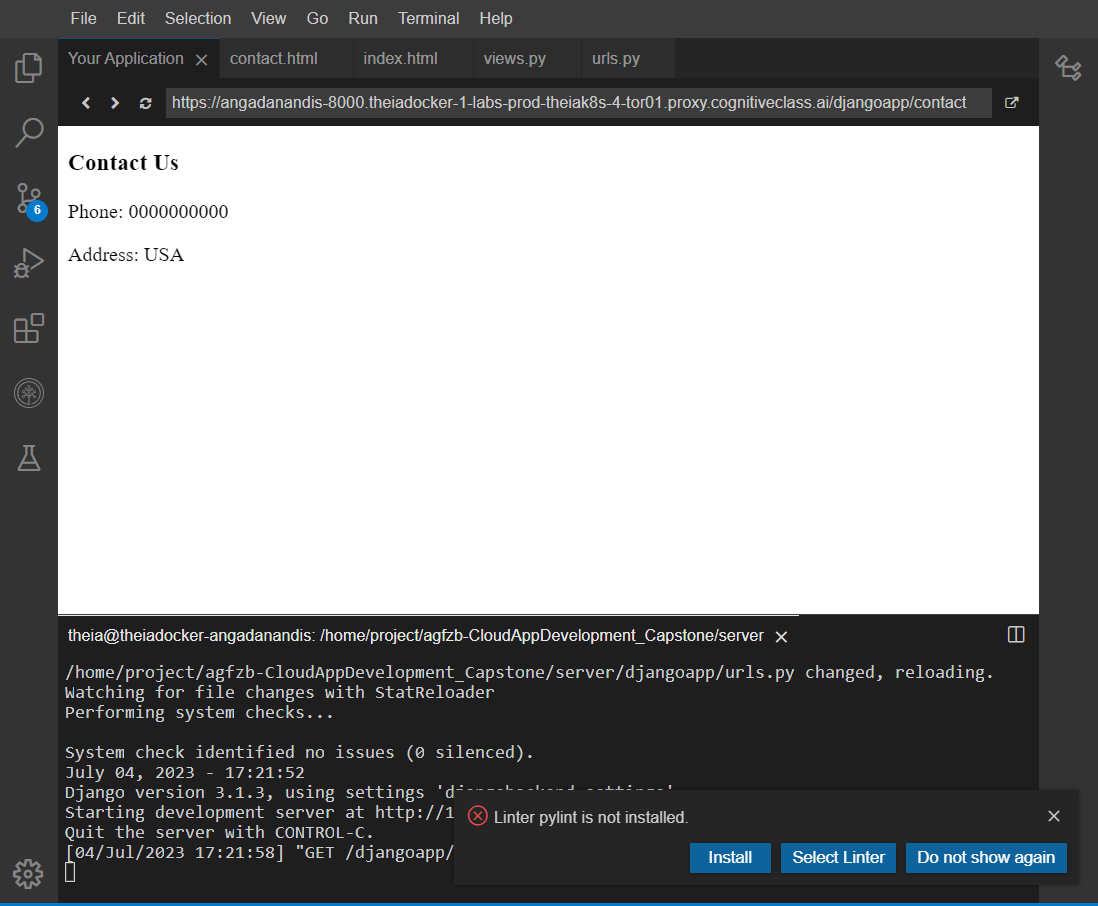 File Edit Selection View Go Run Terminal Help
Your Application contact.html index.html views.py urls.py
https://angadanandis-8000.theiadocker-1-labs-prod-theiak8s-4-tor01.proxy.cognitiveclass.ai/djangoapp/contact
Contact Us
Phone: 0000000000
Address: USA
6
theia@theiadocker-angadanandis: /home/project/agfzb-CloudAppDevelopment_Capstone/server
/home/project/agfzb-CloudAppDevelopment_Capstone/server/djangoapp/urls.py changed, reloading.
Watching for file changes with StatReloader
Performing system checks...
System check identified no issues (0 silenced).
July 04, 2023 - 17:21:52
Django version 3.1.3, using settings 'djangobackend.settings'
Starting development server at http://1
Quit the server with CONTROL-C.
[04/Jul/2023 17:21:58] "GET /djangoapp/
Linter pylint is not installed.
Install Select Linter Do not show again